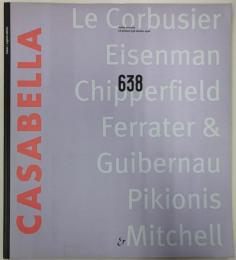 CASABELLA
Le Corbusier
Eisenman
638
Chipperfield
Ferrater &
Guibernau
Pikionis
Mitchell